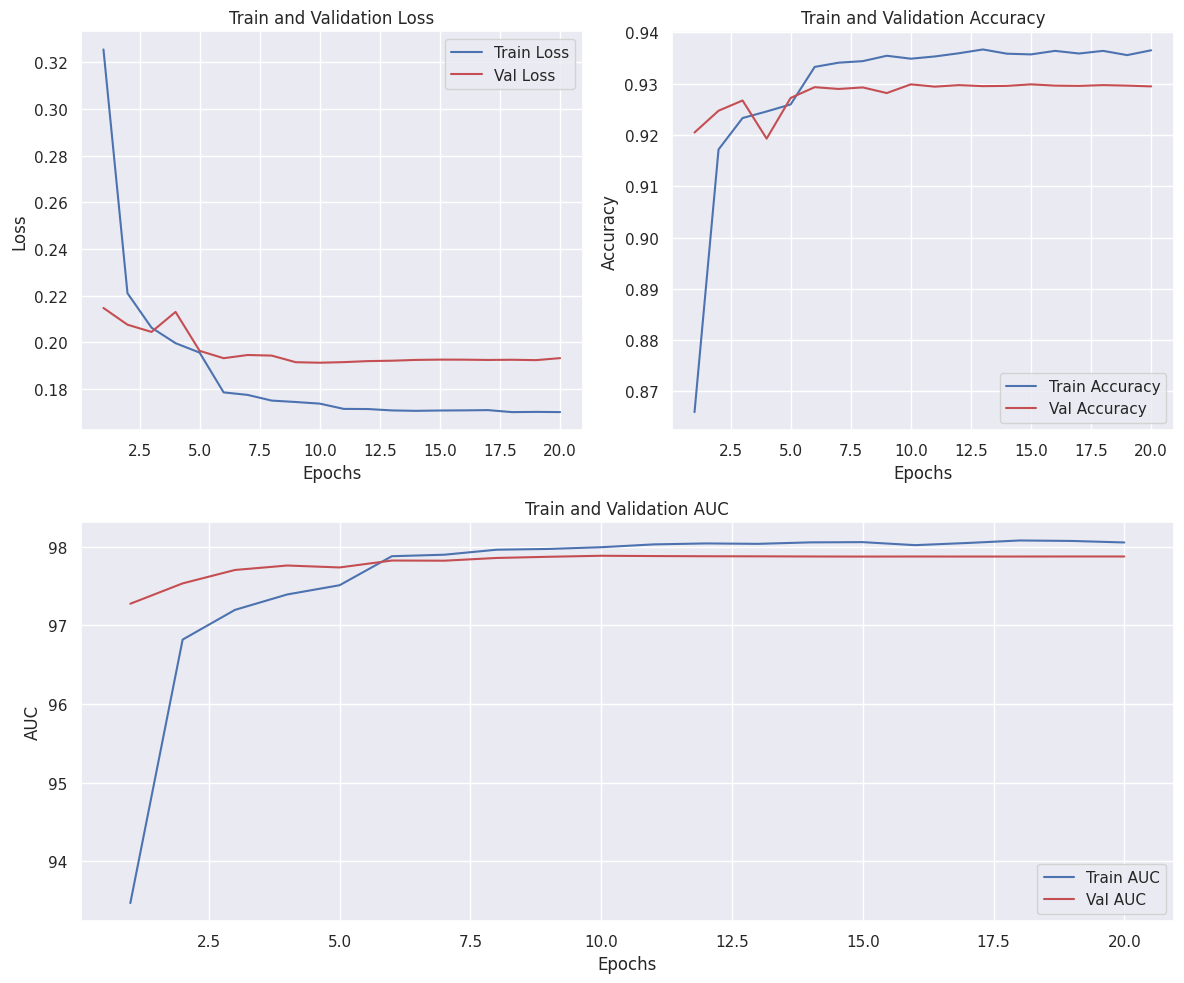 Train and Validation Loss
Train Loss
Val Loss
0.32
0.30
0.28
0.26
0.24
0.22
0.20
0.18
Loss
2.5 5.0 7.5 10.0 12.5 15.0 17.5 20.0
Epochs
Train and Validation Accuracy
0.94
0.93
0.92
0.91
0.90
0.89
0.88
0.87
Accuracy
Train Accuracy
Val Accuracy
2.5 5.0 7.5 10.0 12.5 15.0 17.5 20.0
Epochs
Train and Validation AUC
98
97
96
95
94
AUC
Train AUC
Val AUC
2.5 5.0 7.5 10.0 12.5 15.0 17.5 20.0
Epochs